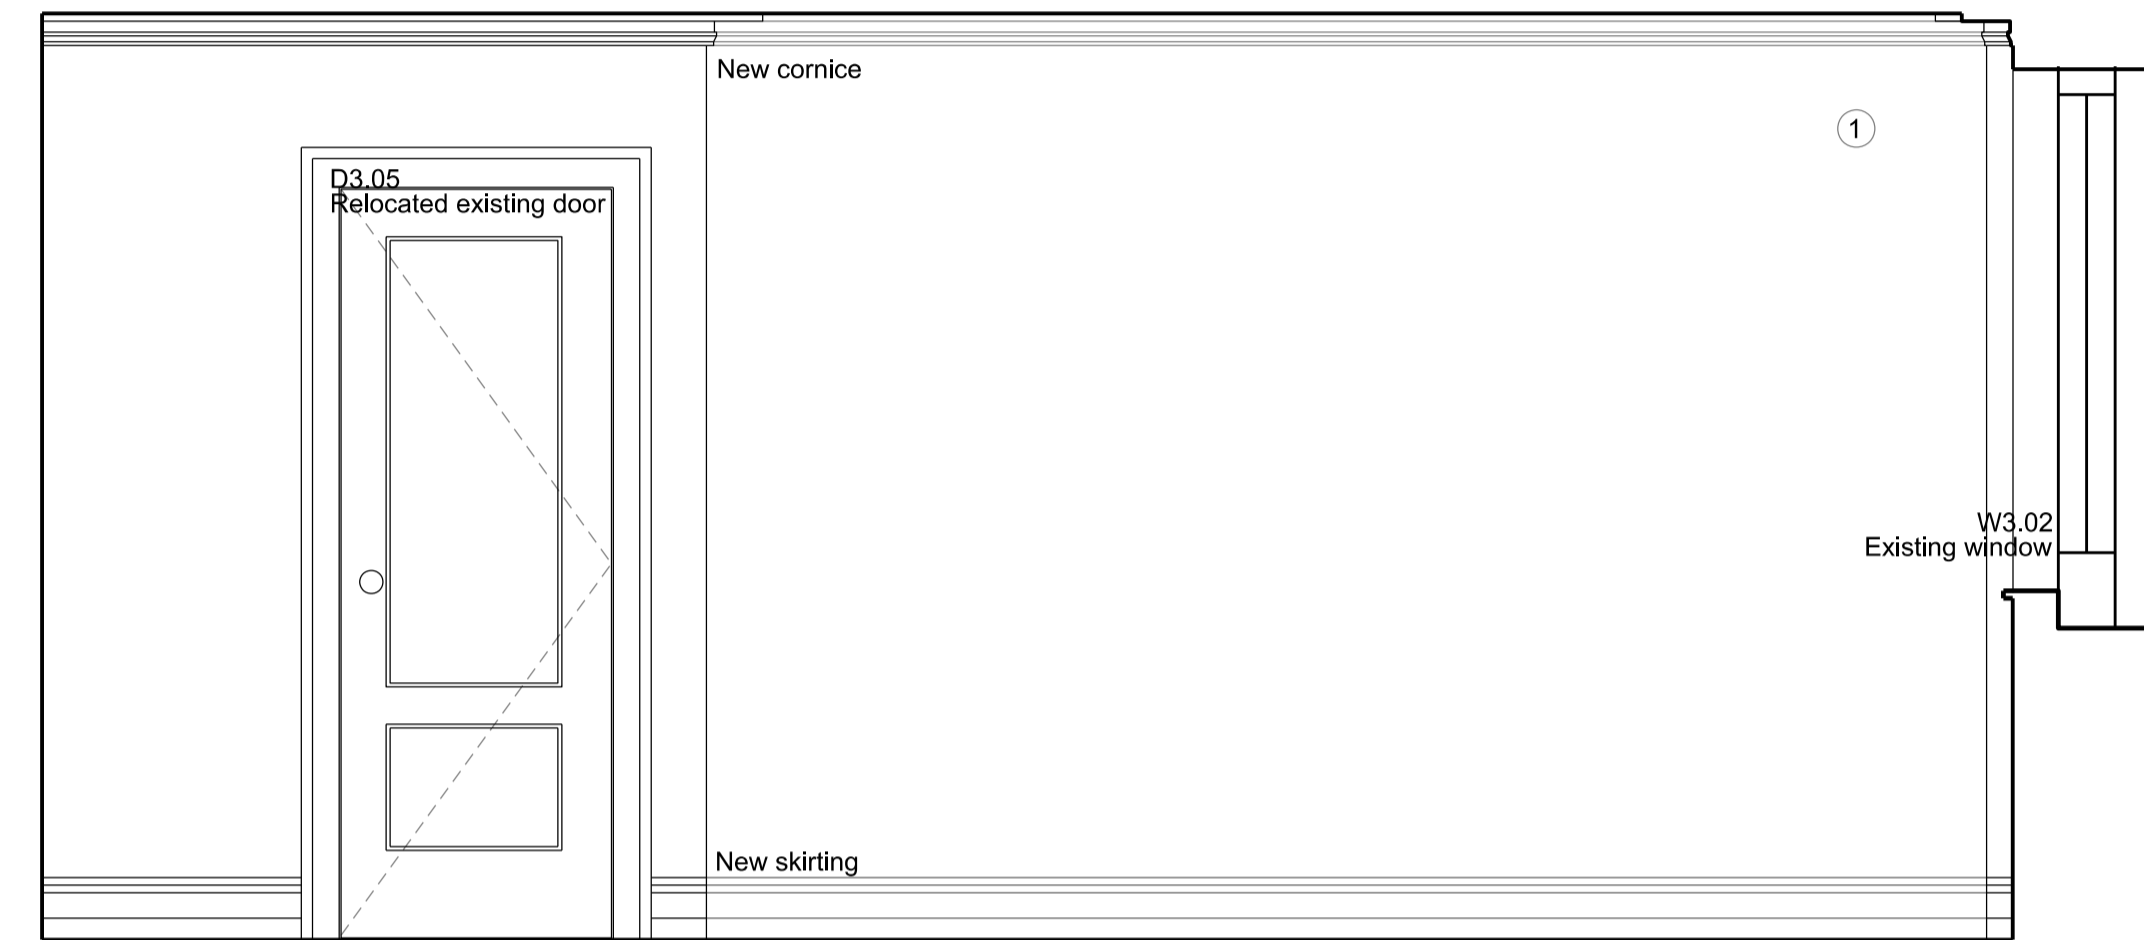 New cornice
1
D3.05
Relocated existing door
W3.02
Existing window
New skirting